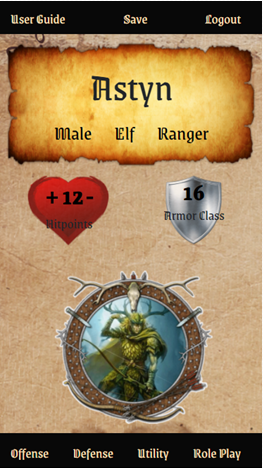 User Guide Save Logout
Astyn
Male Elf Ranger
+ 12 -
Hitpoints
16
Armor Class
Offense Defense Utility Role Play